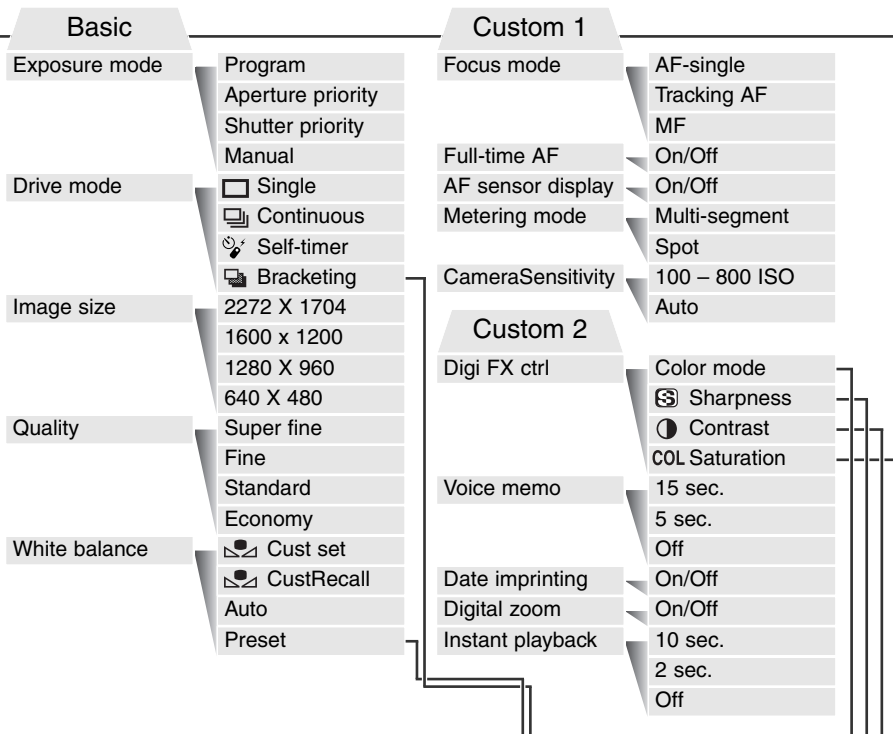 Basic
Exposure mode
Program
Aperture priority
Shutter priority
Manual
Drive mode
Single
Continuous
Self-timer
Bracketing
Image size
2272 X 1704
1600 x 1200
1280 X 960
640 X 480
Quality
Super fine
Fine
Standard
Economy
White balance
Cust set
CustRecall
Auto
Preset
Custom 1
Focus mode
AF-single
Tracking AF
MF
Full-time AF
On/Off
AF sensor display
On/Off
Metering mode
Multi-segment
Spot
CameraSensitivity
100 – 800 ISO
Auto
Custom 2
Digi FX ctrl
Color mode
S Sharpness
Contrast
COL Saturation
Voice memo
15 sec.
5 sec.
Off
Date imprinting
On/Off
Digital zoom
On/Off
Instant playback
10 sec.
2 sec.
Off